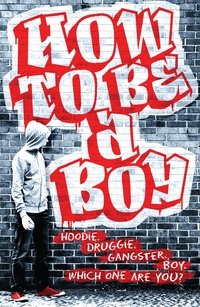 HOW
TO BE
a
BOY
HOODIE.
DRUGGIE.
GANGSTER.
BOY.
WHICH ONE ARE YOU?